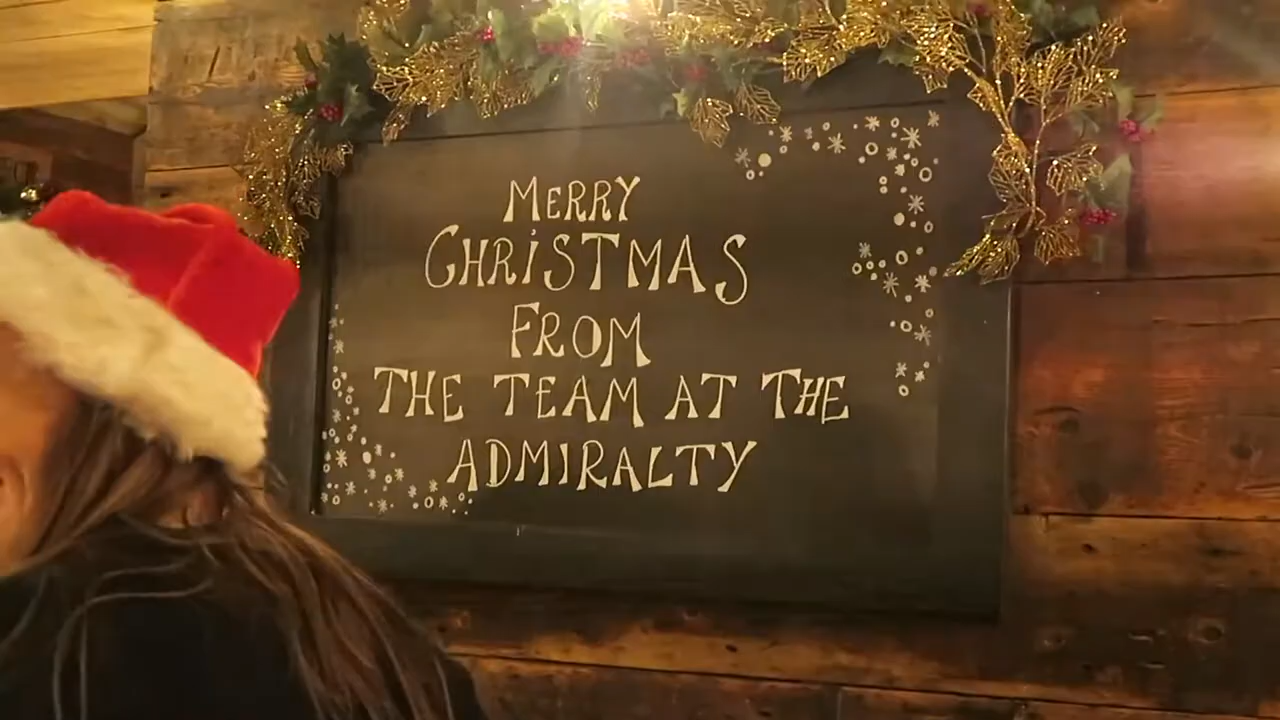 MERRY
CHRiSTMAS
FROM
THE TEAM AT THE
ADMIRALTY